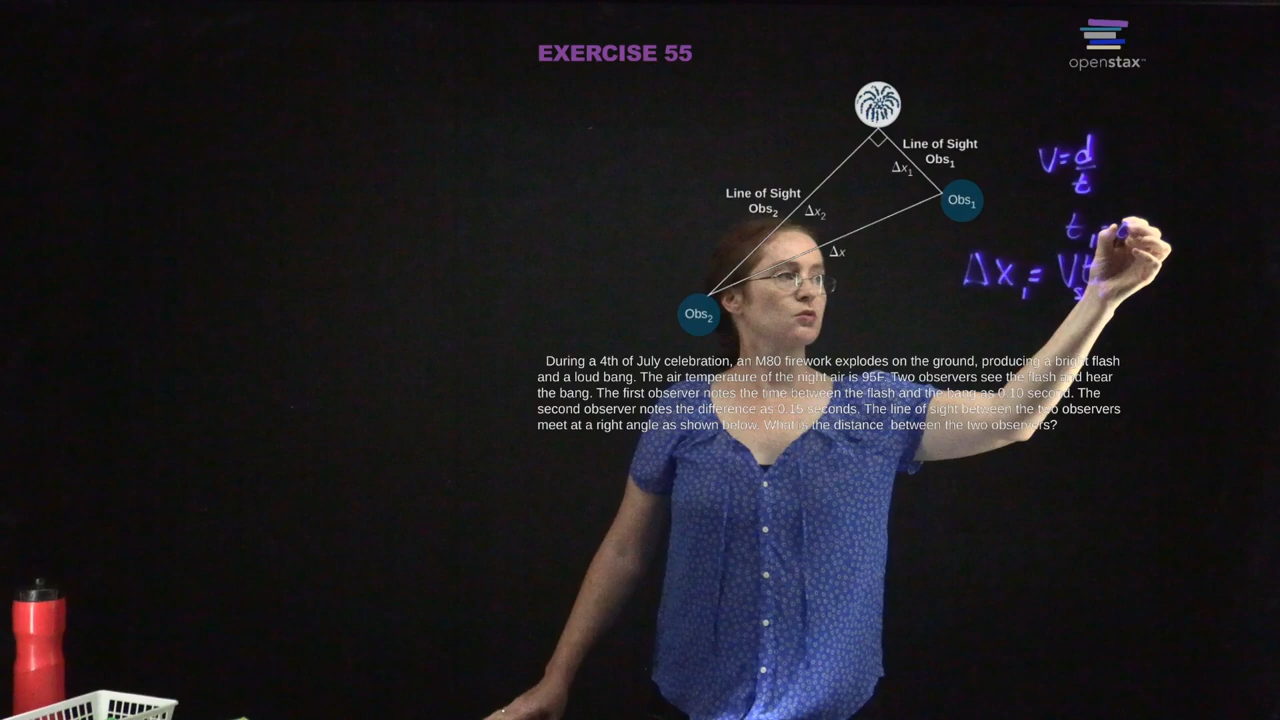 EXERCISE 55
openstax™
Line of Sight
Obs₁
Δx₁
Obs₁
Line of Sight
Obs₂
Δx₂
Δx
Obs₂
V=d/t
t₁=
Δx₁=Vₛt
During a 4th of July celebration, an M80 firework explodes on the ground, producing a bright flash
and a loud bang. The air temperature of the night air is 95F. Two observers see the flash and hear
the bang. The first observer notes the time between the flash and the bang as 0.10 second. The
second observer notes the difference as 0.15 seconds. The line of sight between the two observers
meet at a right angle as shown below. What is the distance between the two observers?